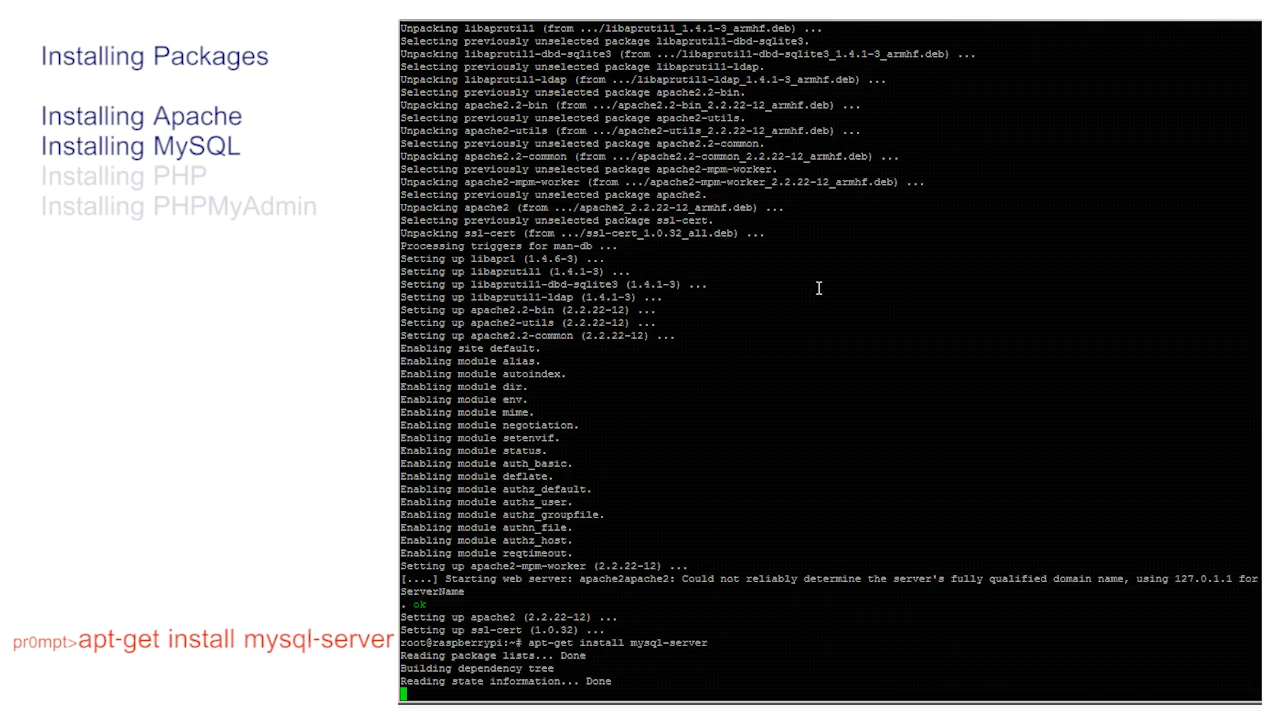 Installing Packages
Installing Apache
Installing MySQL
Installing PHP
Installing PHPMyAdmin
pr0mpt>apt-get install mysql-server
Unpacking libaprutil1 (from .../libaprutil1_1.4.1-3_armhf.deb) ...
Selecting previously unselected package libaprutil1-dbd-sqlite3.
Unpacking libaprutil1-dbd-sqlite3 (from .../libaprutil1-dbd-sqlite3_1.4.1-3_armhf.deb) ...
Selecting previously unselected package libaprutil1-ldap.
Unpacking libaprutil1-ldap (from .../libaprutil1-ldap_1.4.1-3_armhf.deb) ...
Selecting previously unselected package apache2.2-bin.
Unpacking apache2.2-bin (from .../apache2.2-bin_2.2.22-12_armhf.deb) ...
Selecting previously unselected package apache2-utils.
Unpacking apache2-utils (from .../apache2-utils_2.2.22-12_armhf.deb) ...
Selecting previously unselected package apache2.2-common.
Unpacking apache2.2-common (from .../apache2.2-common_2.2.22-12_armhf.deb) ...
Selecting previously unselected package apache2-mpm-worker.
Unpacking apache2-mpm-worker (from .../apache2-mpm-worker_2.2.22-12_armhf.deb) ...
Selecting previously unselected package apache2.
Unpacking apache2 (from .../apache2_2.2.22-12_armhf.deb) ...
Selecting previously unselected package ssl-cert.
Unpacking ssl-cert (from .../ssl-cert_1.0.32_all.deb) ...
Processing triggers for man-db ...
Setting up libapr1 (1.4.6-3) ...
Setting up libaprutil1 (1.4.1-3) ...
Setting up libaprutil1-dbd-sqlite3 (1.4.1-3) ...
Setting up libaprutil1-ldap (1.4.1-3) ...
Setting up apache2.2-bin (2.2.22-12) ...
Setting up apache2-utils (2.2.22-12) ...
Setting up apache2.2-common (2.2.22-12) ...
Enabling site default.
Enabling module alias.
Enabling module autoindex.
Enabling module dir.
Enabling module env.
Enabling module mime.
Enabling module negotiation.
Enabling module setenvif.
Enabling module status.
Enabling module auth_basic.
Enabling module deflate.
Enabling module authz_default.
Enabling module authz_user.
Enabling module authz_groupfile.
Enabling module authn_file.
Enabling module authz_host.
Enabling module reqtimeout.
Setting up apache2-mpm-worker (2.2.22-12) ...
[....] Starting web server: apache2apache2: Could not reliably determine the server's fully qualified domain name, using 127.0.1.1 for
ServerName
. ok
Setting up apache2 (2.2.22-12) ...
Setting up ssl-cert (1.0.32) ...
root@raspberrypi:~# apt-get install mysql-server
Reading package lists... Done
Building dependency tree
Reading state information... Done